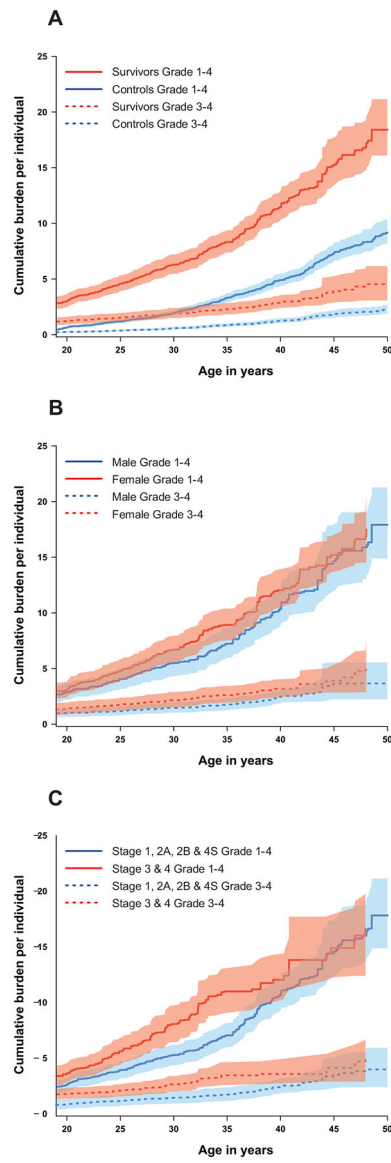 A
Survivors Grade 1-4
Controls Grade 1-4
Survivors Grade 3-4
Controls Grade 3-4
Cumulative burden per individual
25
20
15
10
5
0
20 25 30 35 40 45 50
Age in years
B
Male Grade 1-4
Female Grade 1-4
Male Grade 3-4
Female Grade 3-4
Cumulative burden per individual
25
20
15
10
5
0
20 25 30 35 40 45 50
Age in years
C
Stage 1, 2A, 2B & 4S Grade 1-4
Stage 3 & 4 Grade 1-4
Stage 1, 2A, 2B & 4S Grade 3-4
Stage 3 & 4 Grade 3-4
Cumulative burden per individual
25
20
15
10
5
0
20 25 30 35 40 45 50
Age in years